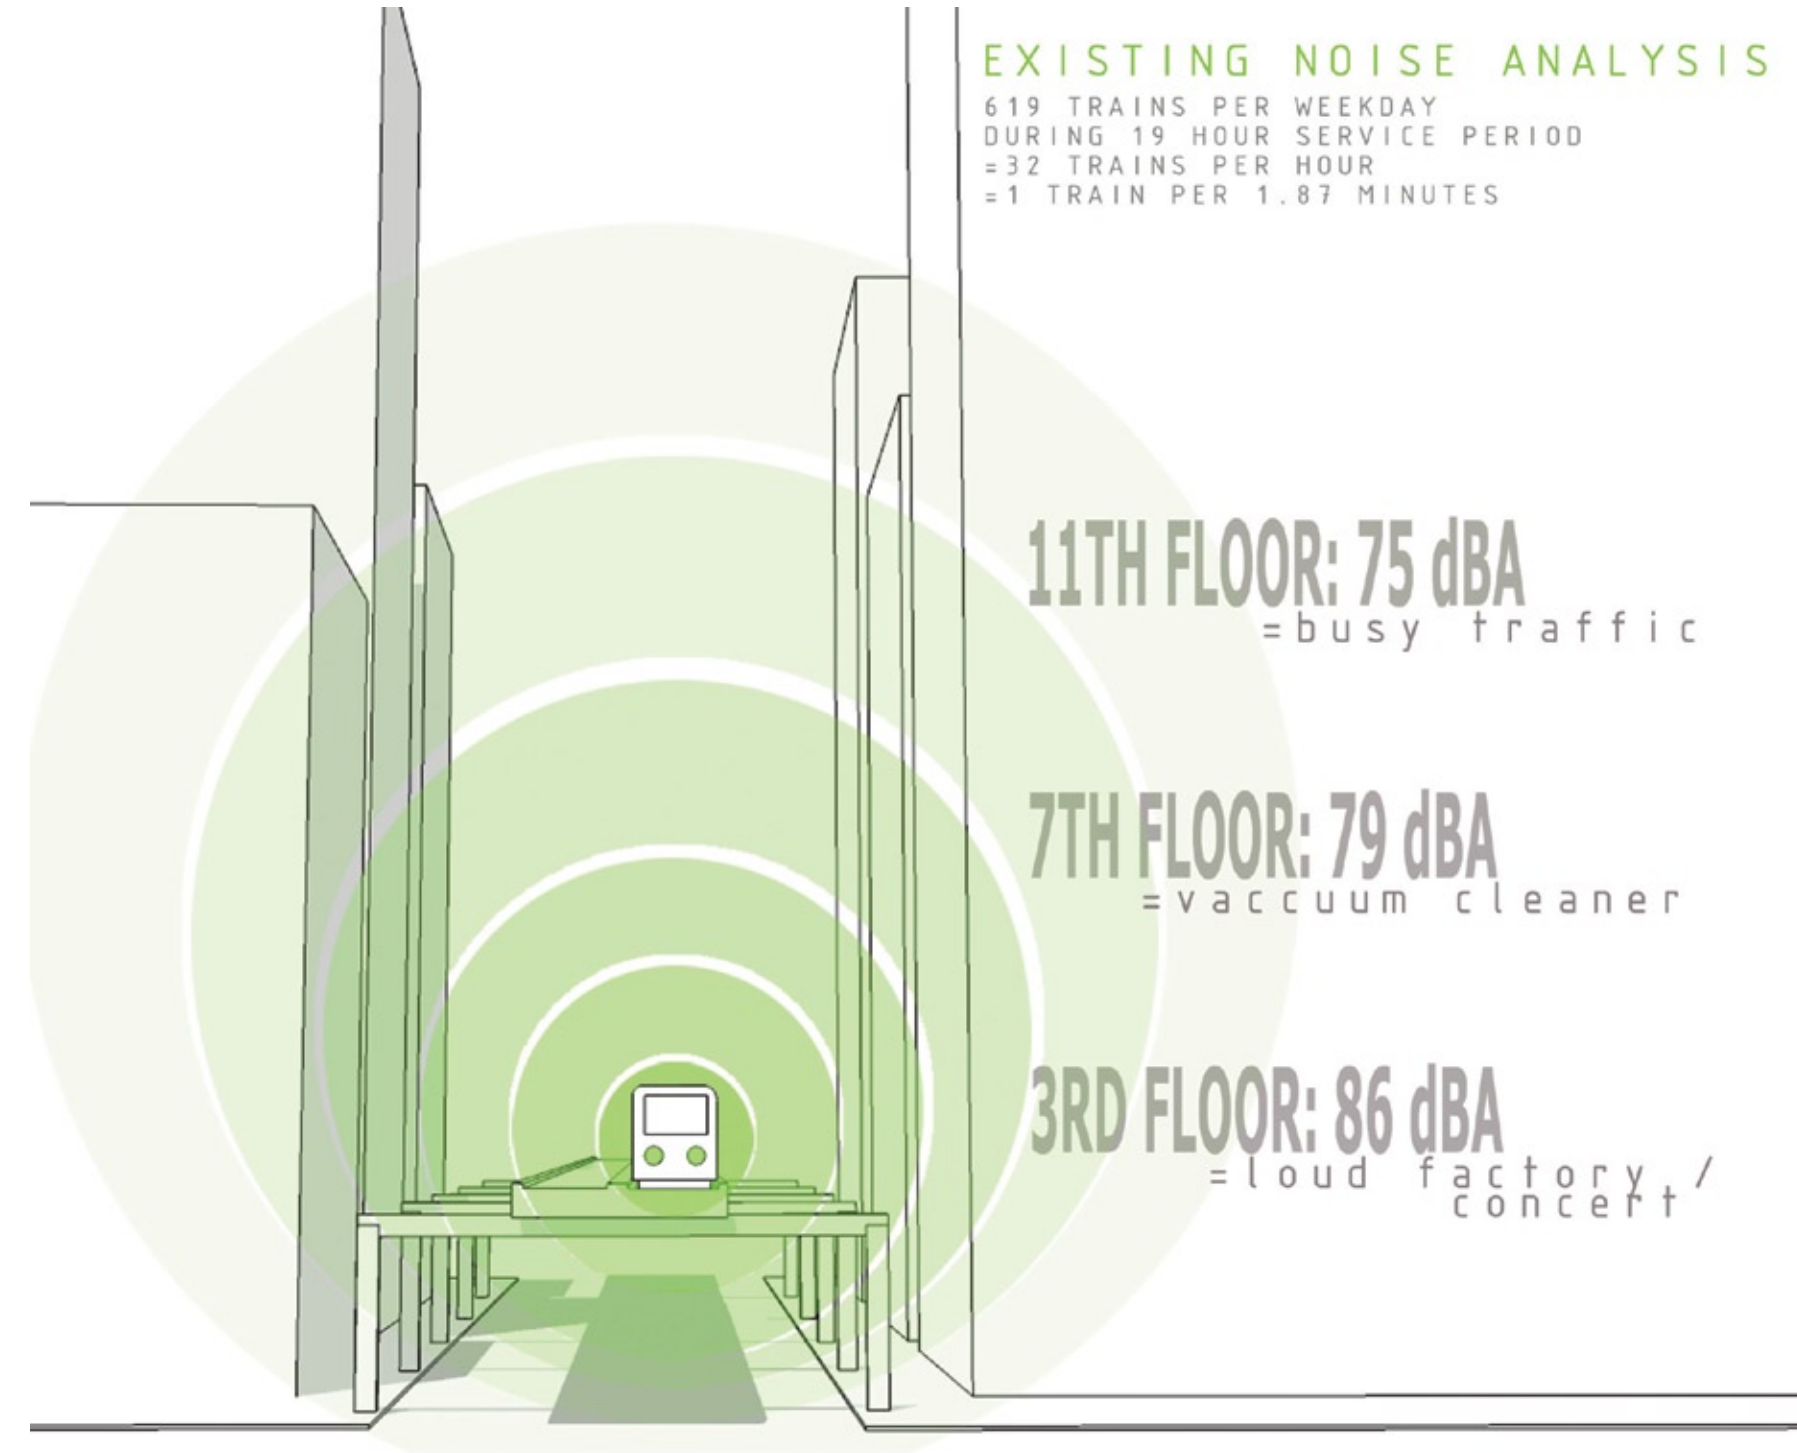 EXISTING NOISE ANALYSIS
619 TRAINS PER WEEKDAY
DURING 19 HOUR SERVICE PERIOD
=32 TRAINS PER HOUR
=1 TRAIN PER 1.87 MINUTES
11TH FLOOR: 75 dBA
=busy traffic
7TH FLOOR: 79 dBA
=vaccuum cleaner
3RD FLOOR: 86 dBA
=loud factory /
concert